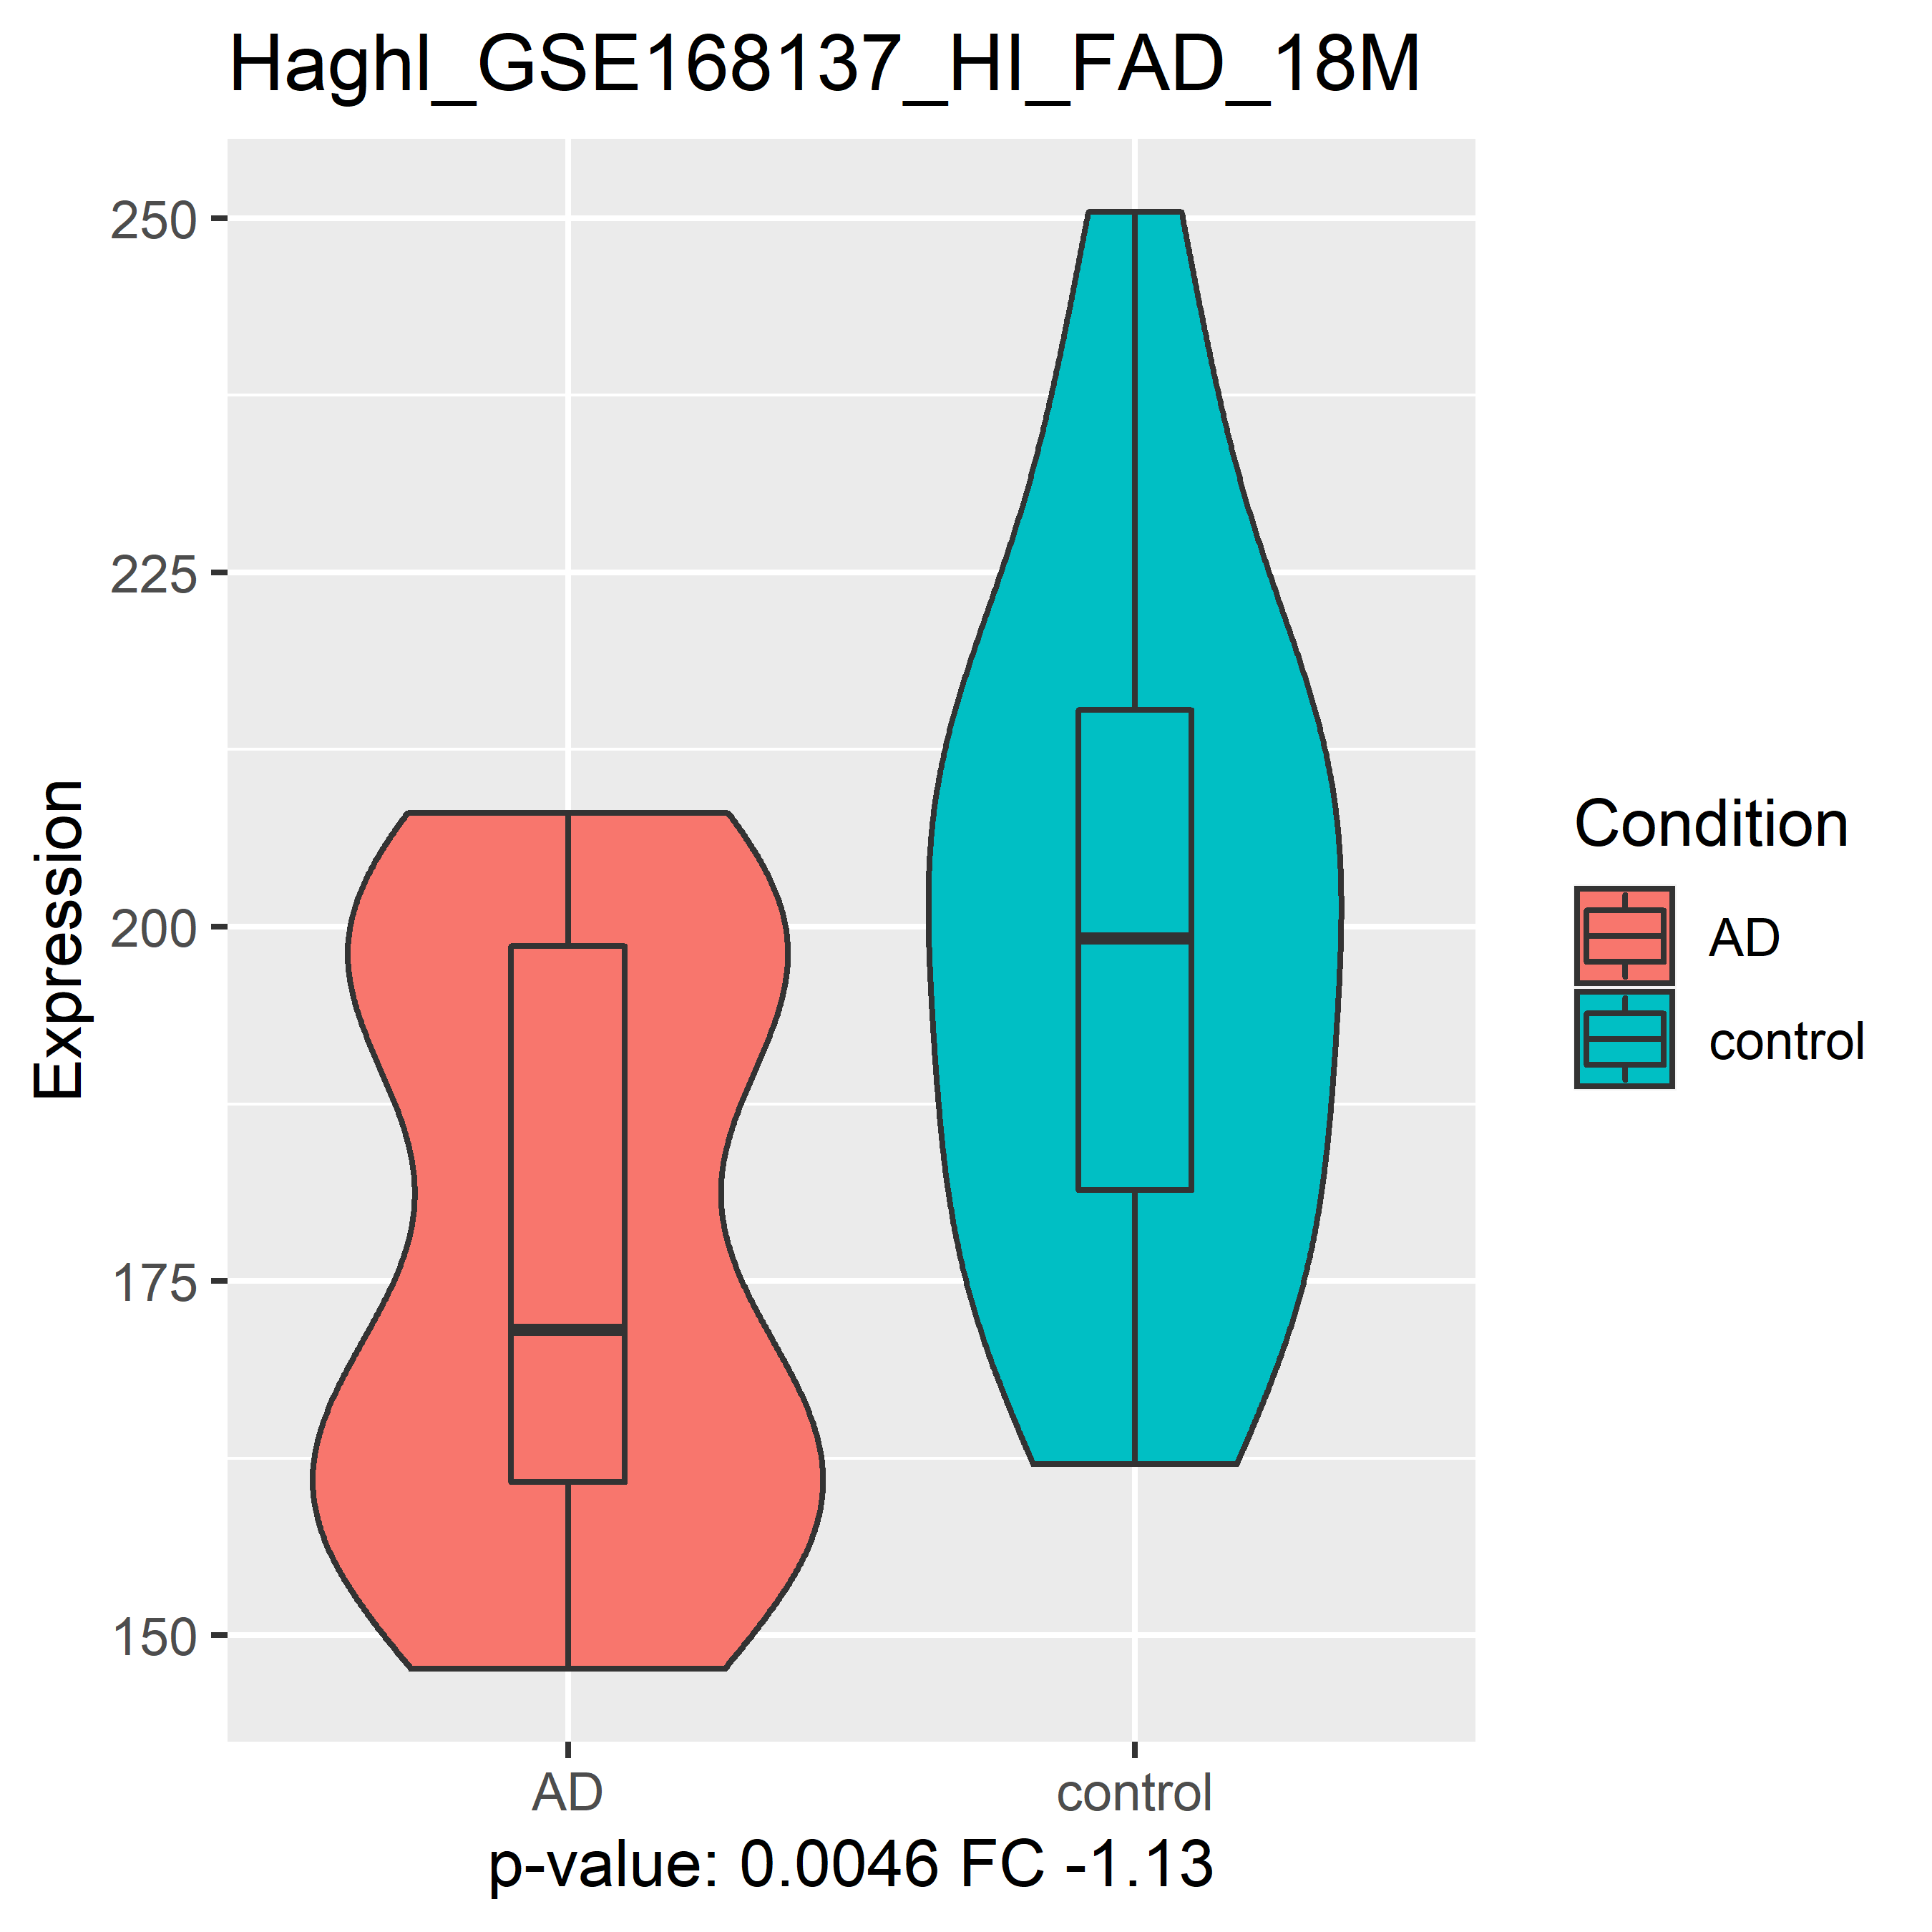 Haghl_GSE168137_HI_FAD_18M
250
225
200
175
150
Expression
AD
control
p-value: 0.0046 FC -1.13
Condition
AD
control